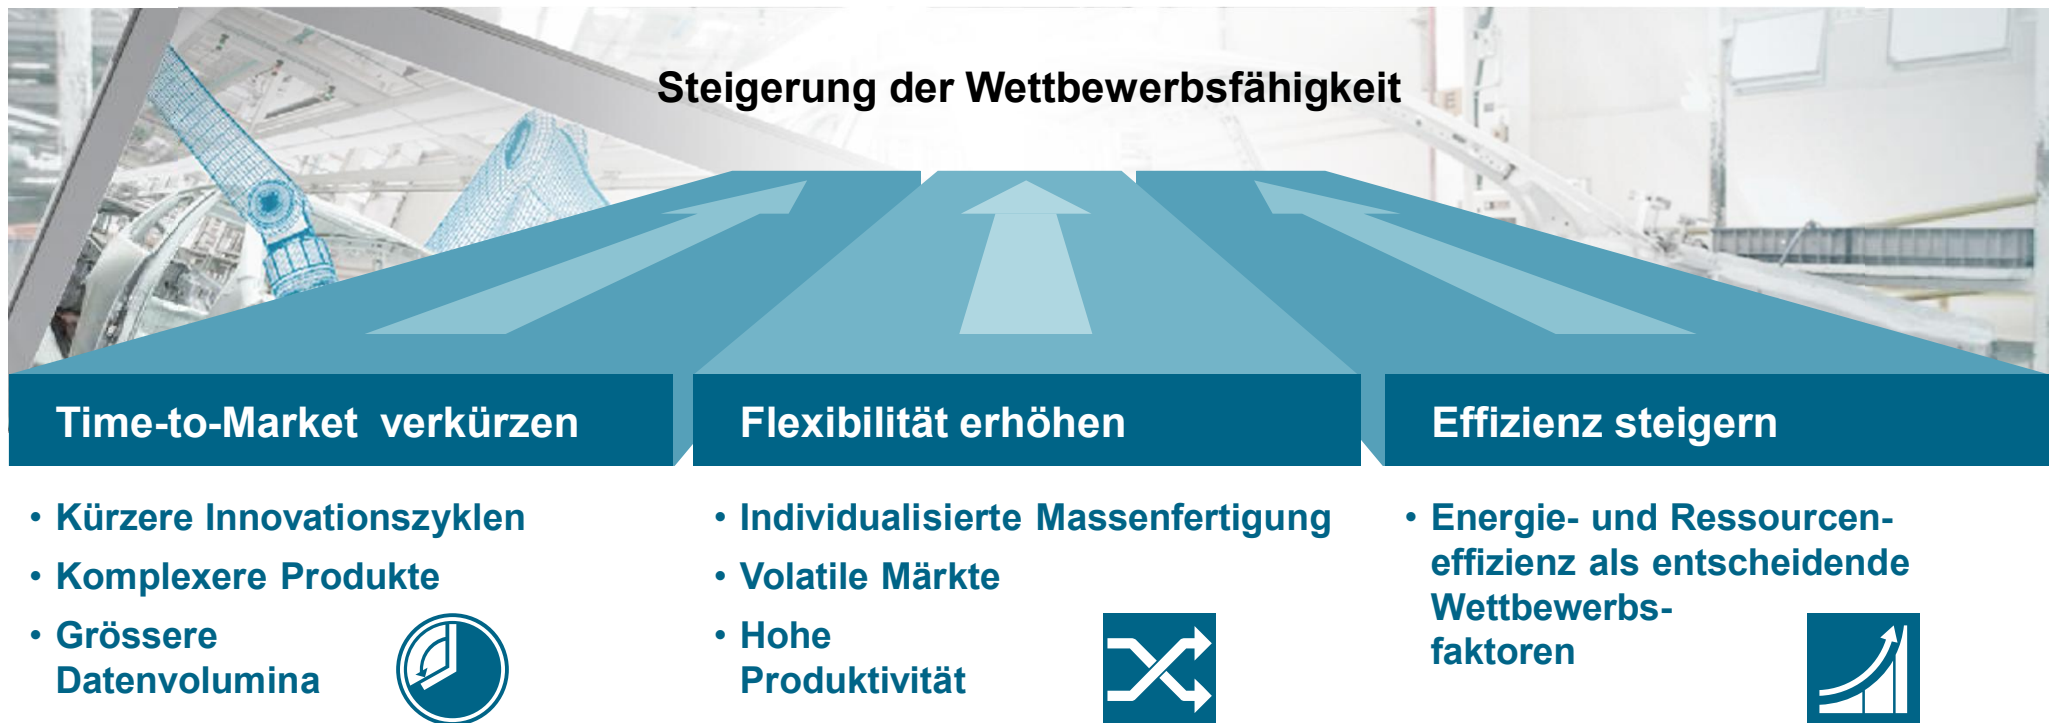 Steigerung der Wettbewerbsfähigkeit
Time-to-Market verkürzen
• Kürzere Innovationszyklen
• Komplexere Produkte
• Grössere
Datenvolumina
Flexibilität erhöhen
• Individualisierte Massenfertigung
• Volatile Märkte
• Hohe
Produktivität
Effizienz steigern
• Energie- und Ressourcen-
effizienz als entscheidende
Wettbewerbs-
faktoren